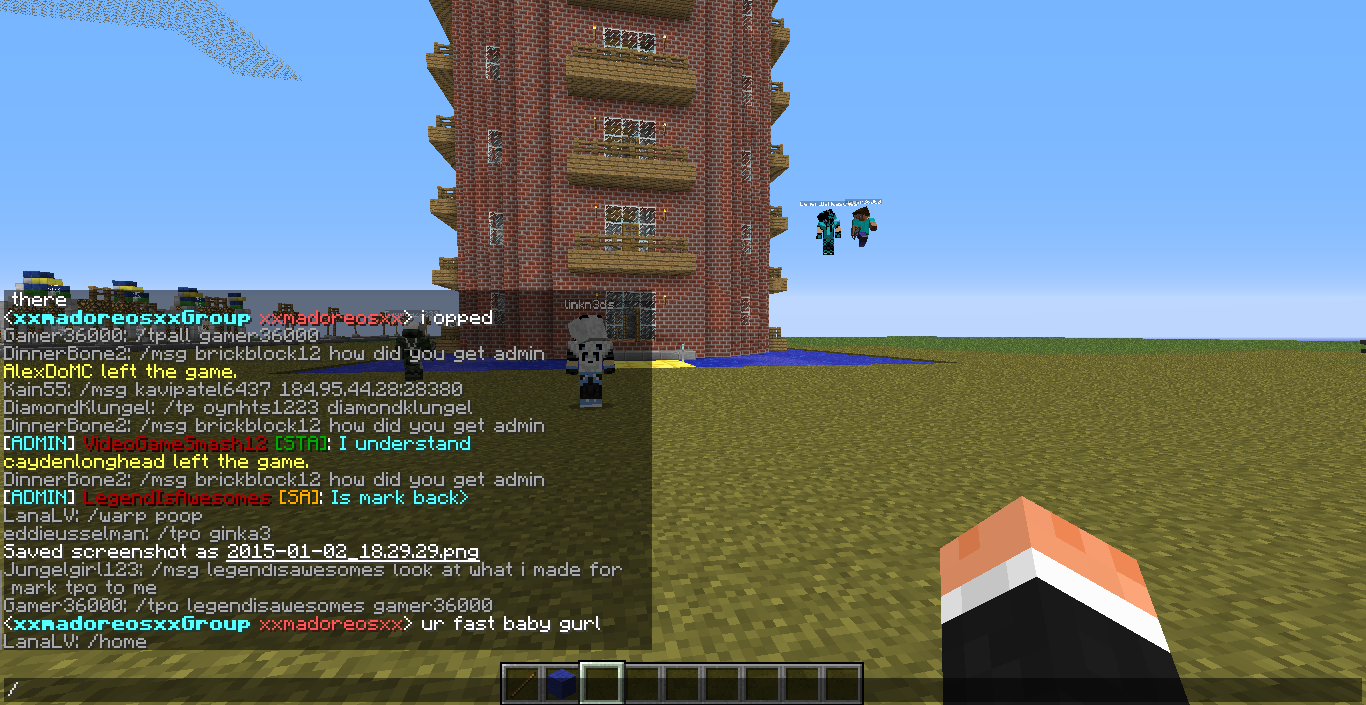 there
<xxmadoreosxxGroup xxmadoreosxx> i opped
Gamer36000: /tpall gamer36000
DinnerBone2: /msg brickblock12 how did you get admin
AlexDoMC left the game.
Kain55: /msg kavipatel6437 184.95.44.28:28380
DiamondKlungel: /tp oynhts1223 diamondklungel
DinnerBone2: /msg brickblock12 how did you get admin
[ADMIN] VideoGameSmash12 [STA]: I understand
caydenlonghead left the game.
DinnerBone2: /msg brickblock12 how did you get admin
[ADMIN] LegendIsAwesomes [SA]: Is mark back>
LanaLV: /warp poop
eddieusselman: /tpo ginka3
Saved screenshot as 2015-01-02_18.29.29.png
Jungelgirl123: /msg legendisawesomes look at what i made for
mark tpo to me
Gamer36000: /tpo legendisawesomes gamer36000
<xxmadoreosxxGroup xxmadoreosxx> ur fast baby gurl
LanaLV: /home
/
linkn3ds